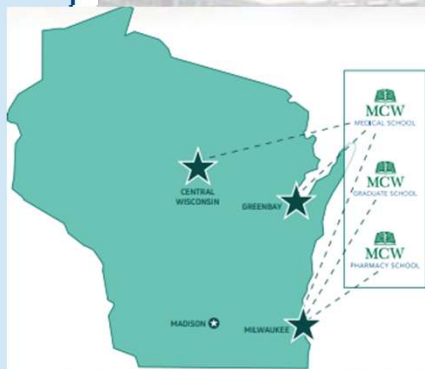 MCW
MEDICAL SCHOOL
CENTRAL
WISCONSIN
GREENBAY
MCW
GRADUATE SCHOOL
MCW
PHARMACY SCHOOL
MADISON
MILWAUKEE